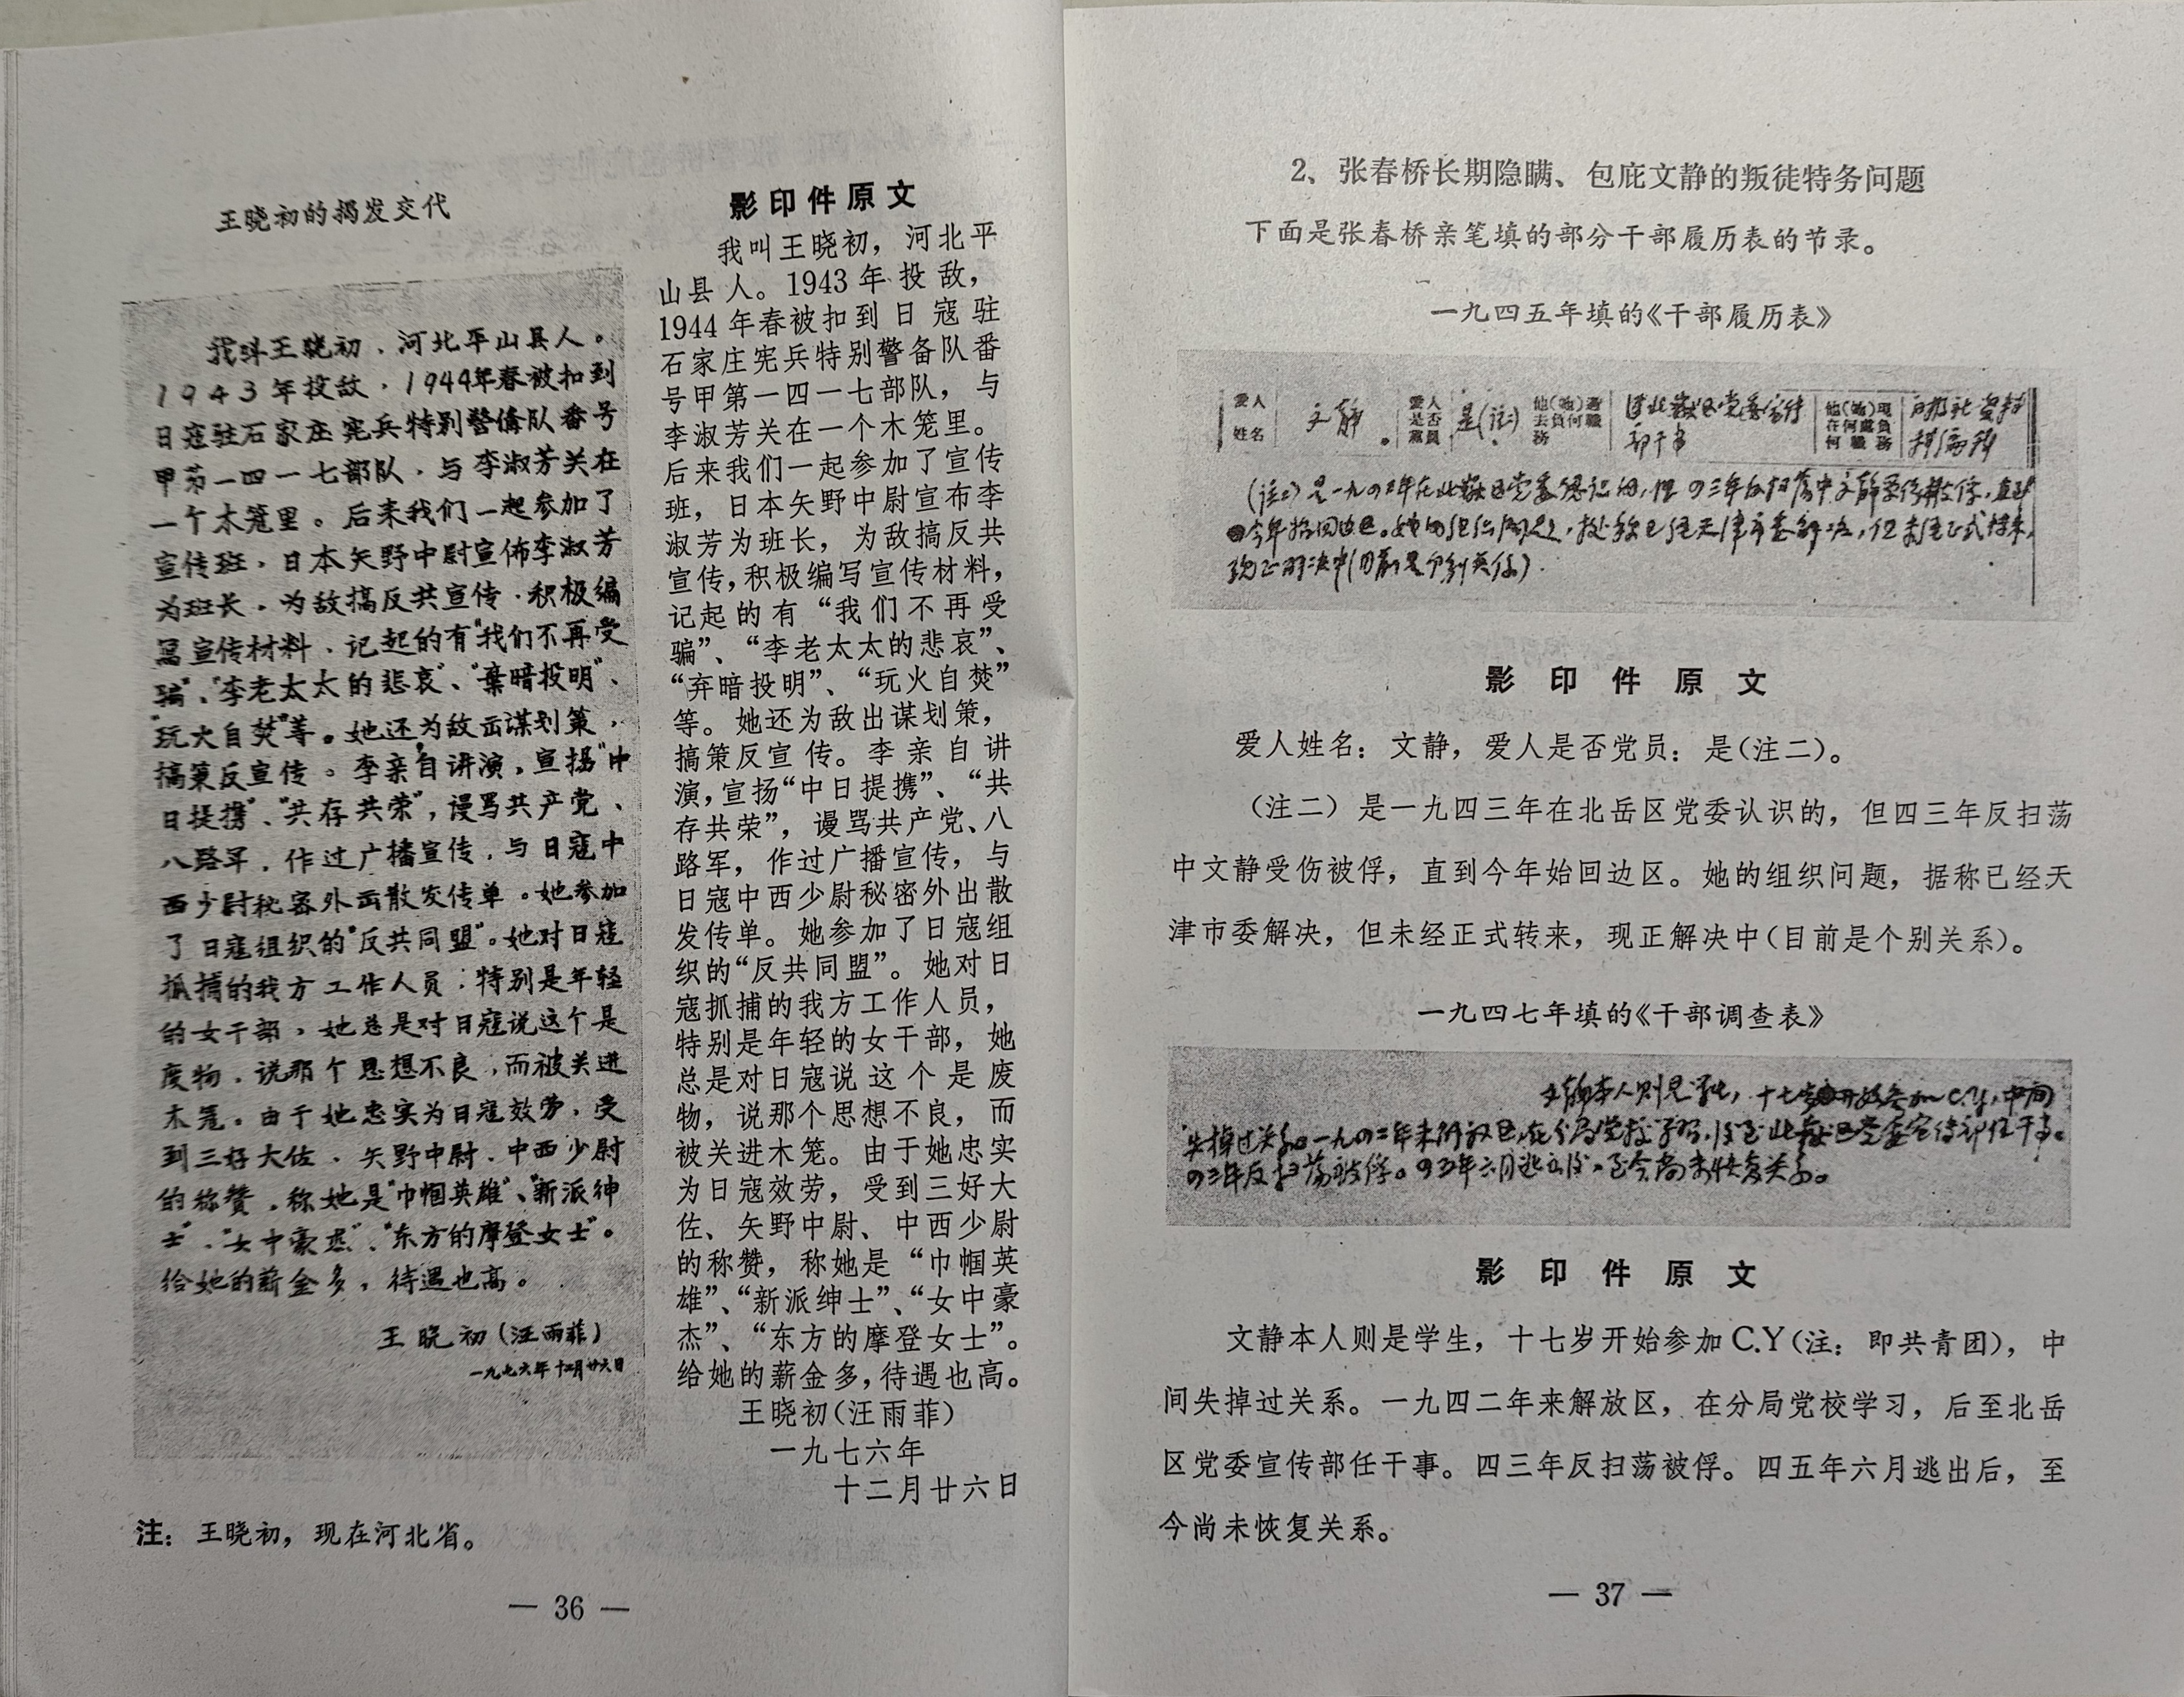 王晓初的揭发交代
我叫王晓初，河北平山县人。
1943年投敌，1944年春被扣到
日寇驻石家庄宪兵特别警备队番号
甲第一四一七部队，与李淑芳关在
一个木笼里。后来我们一起参加了
宣传班，日本矢野中尉宣佈李淑芳
为班长，为敌搞反共宣传，积极编
写宣传材料，记起的有“我们不再受
骗”、“李老太太的悲哀”、“棄暗投明”、
“玩火自焚”等。她还为敌出谋划策，
搞策反宣传。李亲自讲演，宣扬“中
日提携”、“共存共荣”，谩骂共产党、
八路军，作过广播宣传，与日寇中
西少尉秘密外出散发传单。她参加
了日寇组织的“反共同盟”。她对日寇
抓捕的我方工作人员，特别是年轻
的女干部，她总是对日寇说这个是
废物，说那个思想不良，而被关进
木笼。由于她忠实为日寇效劳，受
到三好大佐、矢野中尉、中西少尉
的称赞，称她是“巾帼英雄”、“新派绅
士”、“女中豪杰”、“东方的摩登女士”。
给她的薪金多，待遇也高。
王晓初（汪雨菲）
一九七六年十二月廿六日
影印件原文
我叫王晓初，河北平
山县人。1943年投敌，
1944年春被扣到日寇驻
石家庄宪兵特别警备队番
号甲第一四一七部队，与
李淑芳关在一个木笼里。
后来我们一起参加了宣传
班，日本矢野中尉宣布李
淑芳为班长，为敌搞反共
宣传，积极编写宣传材料，
记起的有“我们不再受
骗”、“李老太太的悲哀”、
“弃暗投明”、“玩火自焚”
等。她还为敌出谋划策，
搞策反宣传。李亲自讲
演，宣扬“中日提携”、“共
存共荣”，谩骂共产党、八
路军，作过广播宣传，与
日寇中西少尉秘密外出散
发传单。她参加了日寇组
织的“反共同盟”。她对日
寇抓捕的我方工作人员，
特别是年轻的女干部，她
总是对日寇说这个是废
物，说那个思想不良，而
被关进木笼。由于她忠实
为日寇效劳，受到三好大
佐、矢野中尉、中西少尉
的称赞，称她是“巾帼英
雄”、“新派绅士”、“女中豪
杰”、“东方的摩登女士”。
给她的薪金多，待遇也高。
王晓初（汪雨菲）
一九七六年
十二月廿六日
注：王晓初，现在河北省。
— 36 —
2、张春桥长期隐瞒、包庇文静的叛徒特务问题
下面是张春桥亲笔填的部分干部履历表的节录。
一九四五年填的《干部履历表》
爱人姓名 文静 爱人是否黨員 是（注二） 他（她）過去負何職務 北嶽区党委宣传部干事 他（她）現在何處負何職務
（注二）是一九四三年在北嶽区党委认识的，但四三年反扫荡中文静受伤被俘，直到
今年始回边区。她的组织问题，据称已经天津市委解决，但未经正式转来，
现正解决中（目前是个别关系）。
影印件原文
爱人姓名：文静，爱人是否党员：是（注二）。
（注二）是一九四三年在北岳区党委认识的，但四三年反扫荡
中文静受伤被俘，直到今年始回边区。她的组织问题，据称已经天
津市委解决，但未经正式转来，现正解决中（目前是个别关系）。
一九四七年填的《干部调查表》
文静本人则是学生，十七岁开始参加C.Y，中间
失掉过关系。一九四二年来解放区，在分局党校学习，后至北嶽区党委宣传部任干事。
四三年反扫荡被俘。四五年六月逃出后，至今尚未恢复关系。
影印件原文
文静本人则是学生，十七岁开始参加C.Y（注：即共青团），中
间失掉过关系。一九四二年来解放区，在分局党校学习，后至北岳
区党委宣传部任干事。四三年反扫荡被俘。四五年六月逃出后，至
今尚未恢复关系。
— 37 —